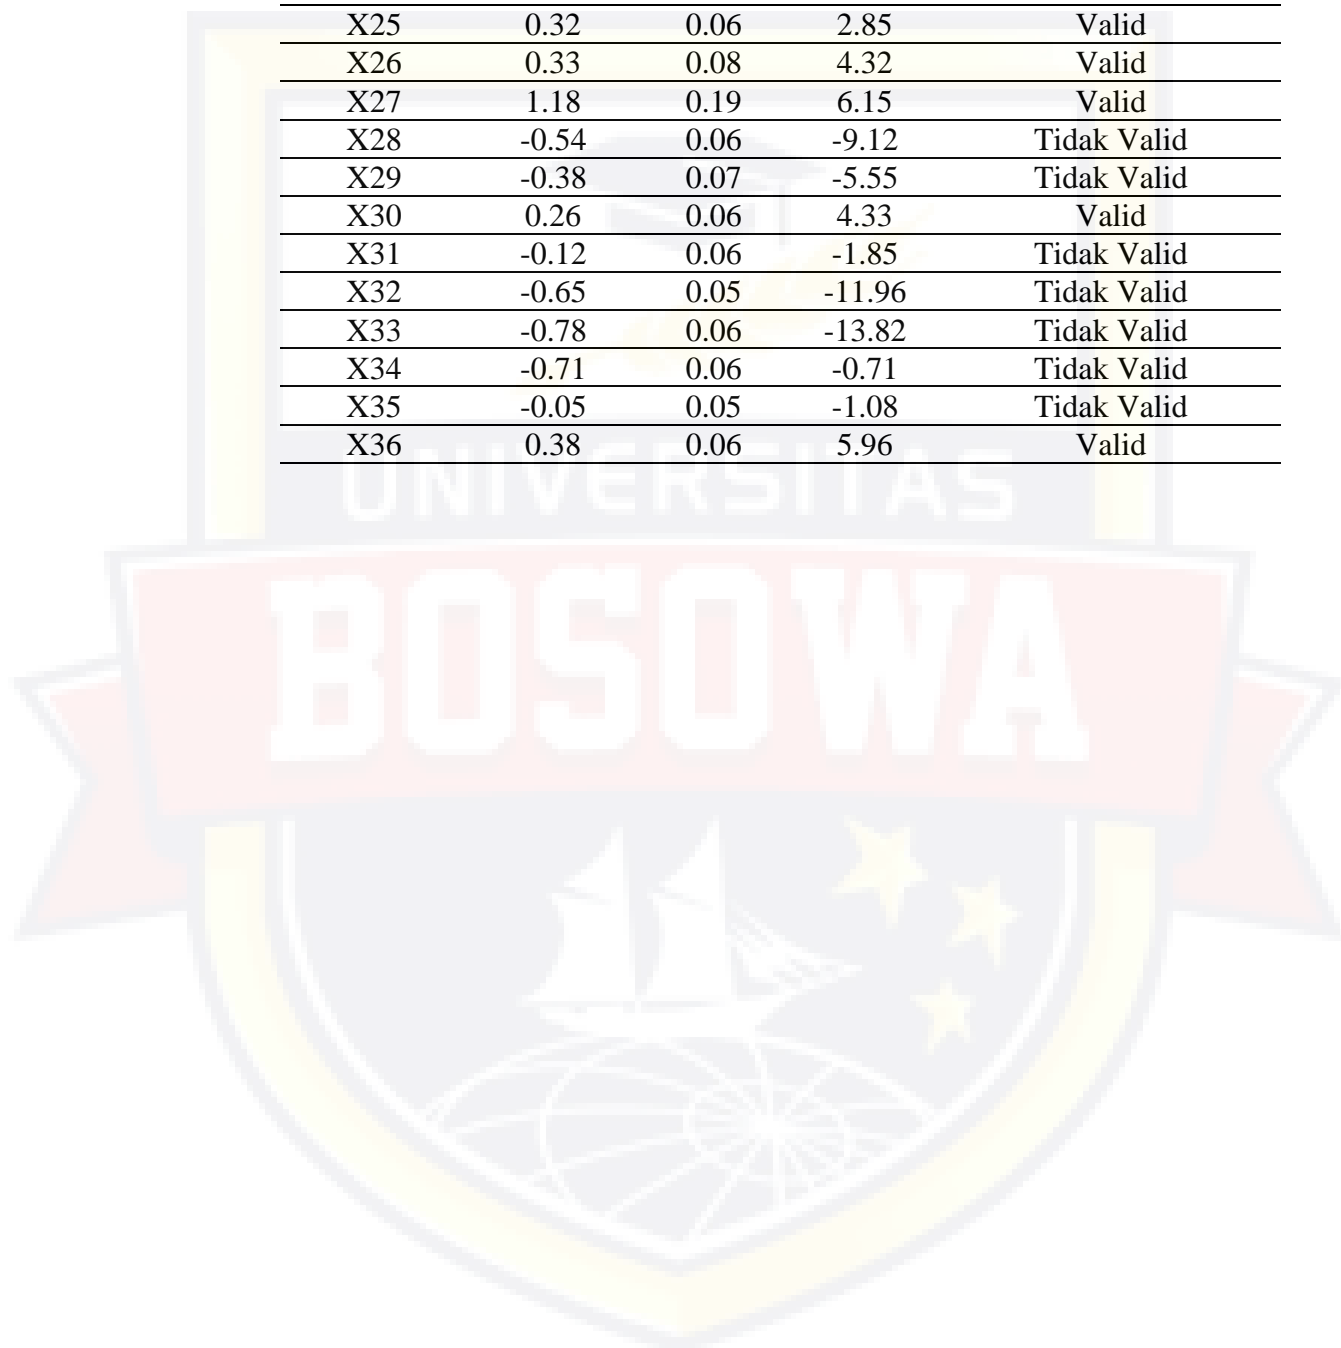 X25 0.32 0.06 2.85 Valid
X26 0.33 0.08 4.32 Valid
X27 1.18 0.19 6.15 Valid
X28 -0.54 0.06 -9.12 Tidak Valid
X29 -0.38 0.07 -5.55 Tidak Valid
X30 0.26 0.06 4.33 Valid
X31 -0.12 0.06 -1.85 Tidak Valid
X32 -0.65 0.05 -11.96 Tidak Valid
X33 -0.78 0.06 -13.82 Tidak Valid
X34 -0.71 0.06 -0.71 Tidak Valid
X35 -0.05 0.05 -1.08 Tidak Valid
X36 0.38 0.06 5.96 Valid
UNIVERSITAS
BOSOWA